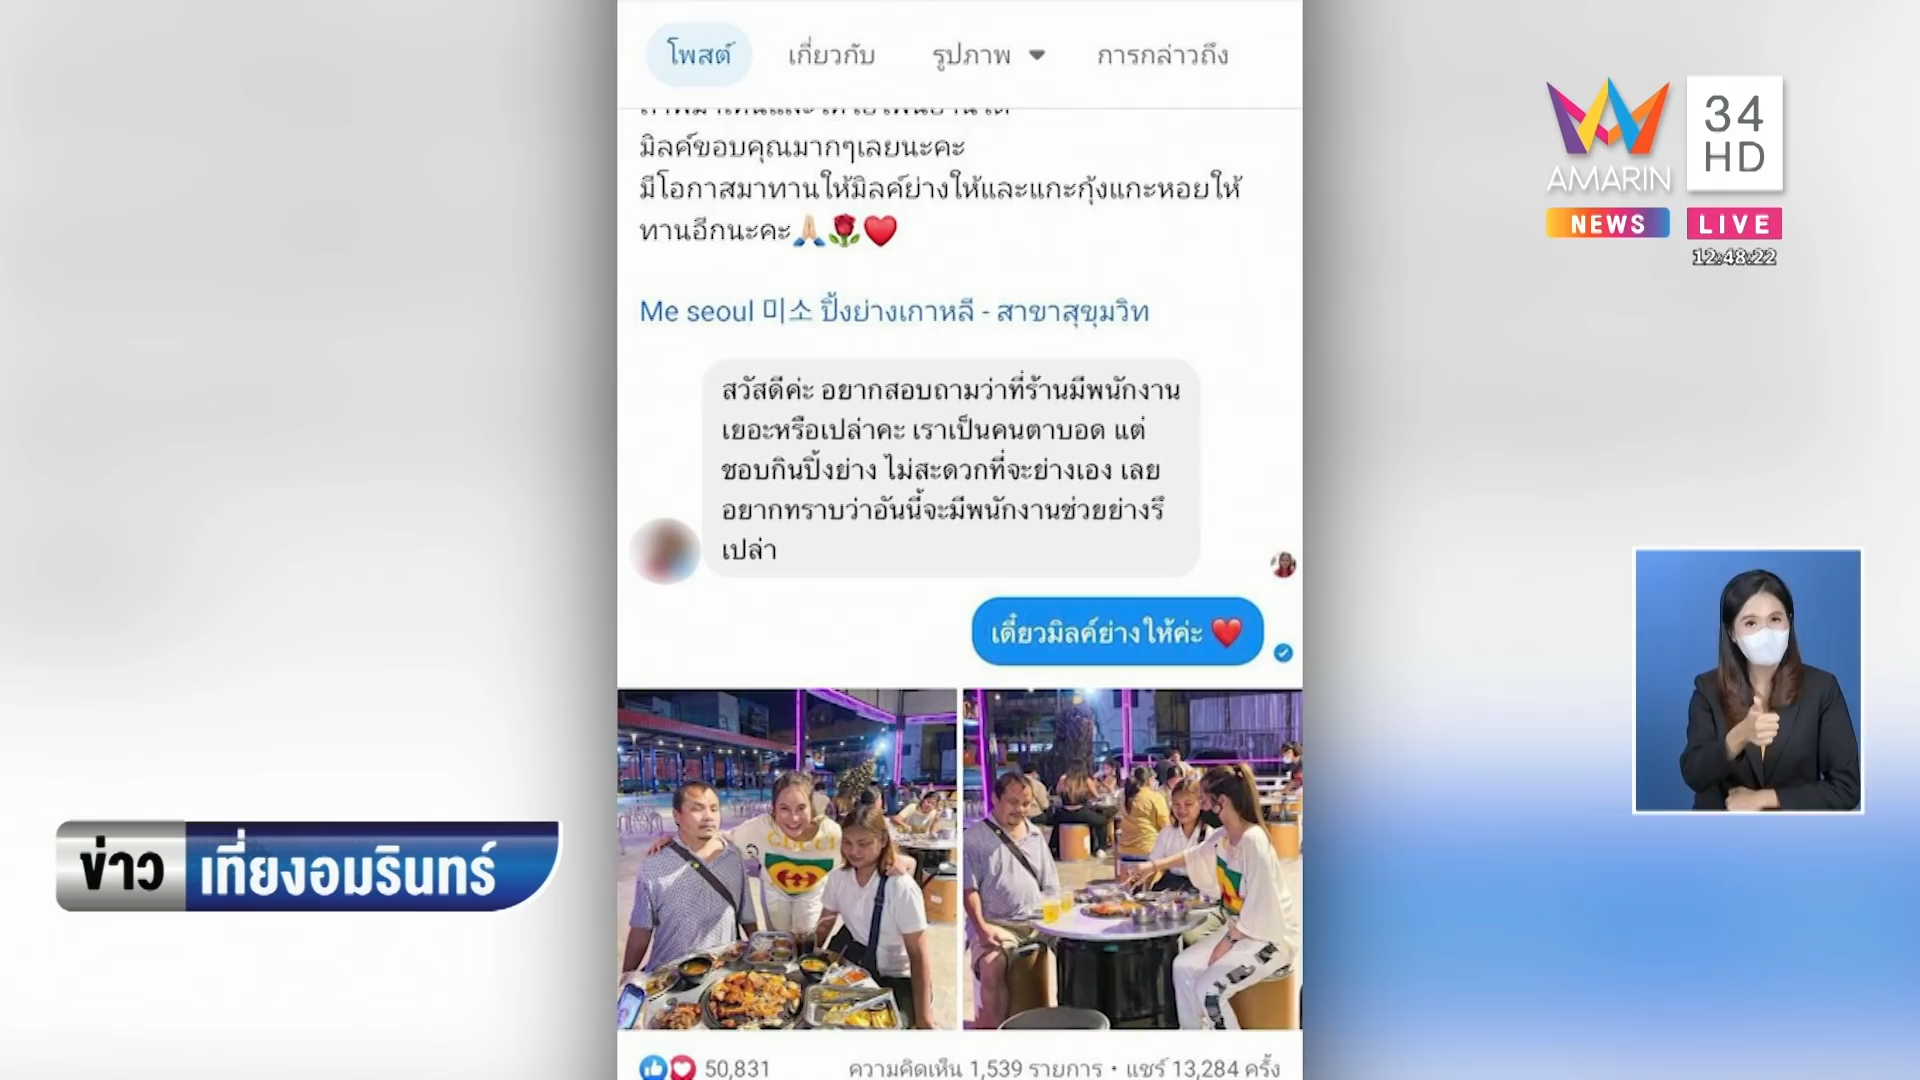 โพสต์ เกี่ยวกับ รูปภาพ การกล่าวถึง
มิลค์ขอบคุณมากๆเลยนะคะ
มีโอกาสมาทานให้มิลค์ย่างให้และแกะกุ้งแกะหอยให้
ทานอีกนะคะ🙏🏻🌹❤️
Me seoul 미소 ปิ้งย่างเกาหลี - สาขาสุขุมวิท
สวัสดีค่ะ อยากสอบถามว่าที่ร้านมีพนักงาน
เยอะหรือเปล่าคะ เราเป็นคนตาบอด แต่
ชอบกินปิ้งย่าง ไม่สะดวกที่จะย่างเอง เลย
อยากทราบว่าอันนี้จะมีพนักงานช่วยย่างรึ
เปล่า
เดี๋ยวมิลค์ย่างให้ค่ะ ❤️
GUCCI
50,831 ความคิดเห็น 1,539 รายการ • แชร์ 13,284 ครั้ง
AMARIN
34
HD
NEWS
LIVE
12:48:22
ข่าว เที่ยงอมรินทร์